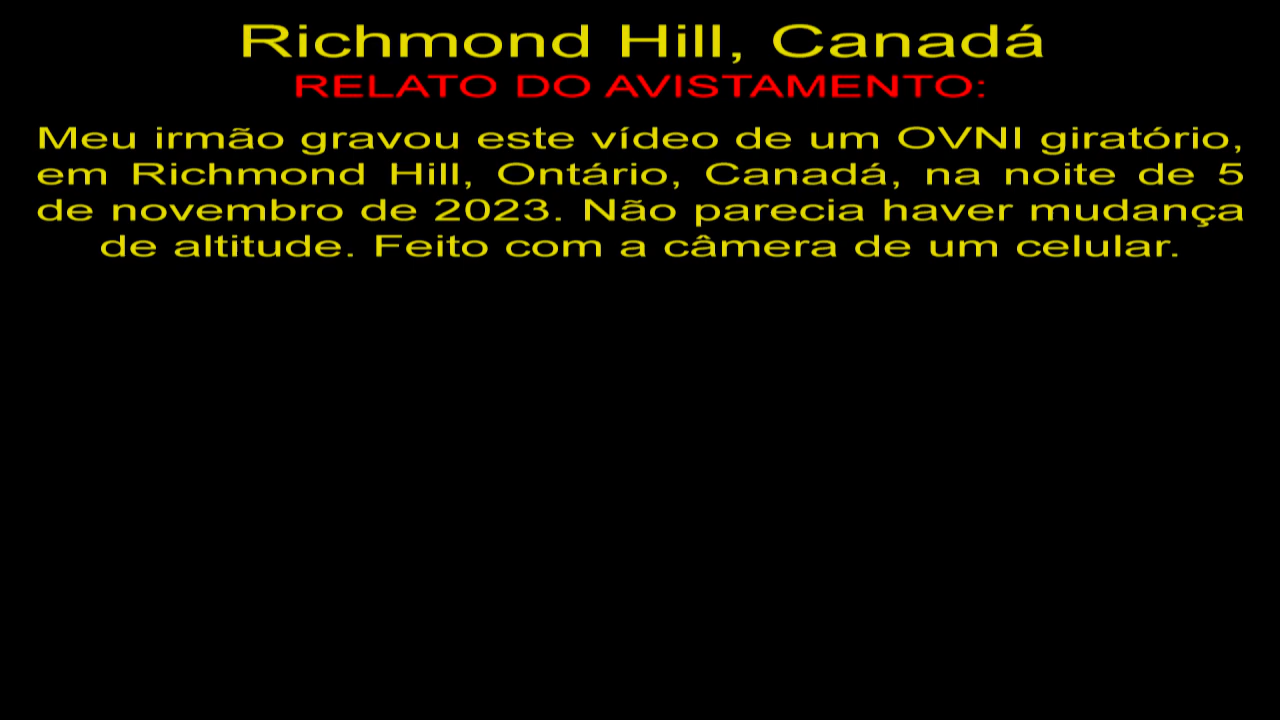 Richmond Hill, Canadá
RELATO DO AVISTAMENTO:
Meu irmão gravou este vídeo de um OVNI giratório,
em Richmond Hill, Ontário, Canadá, na noite de 5
de novembro de 2023. Não parecia haver mudança
de altitude. Feito com a câmera de um celular.